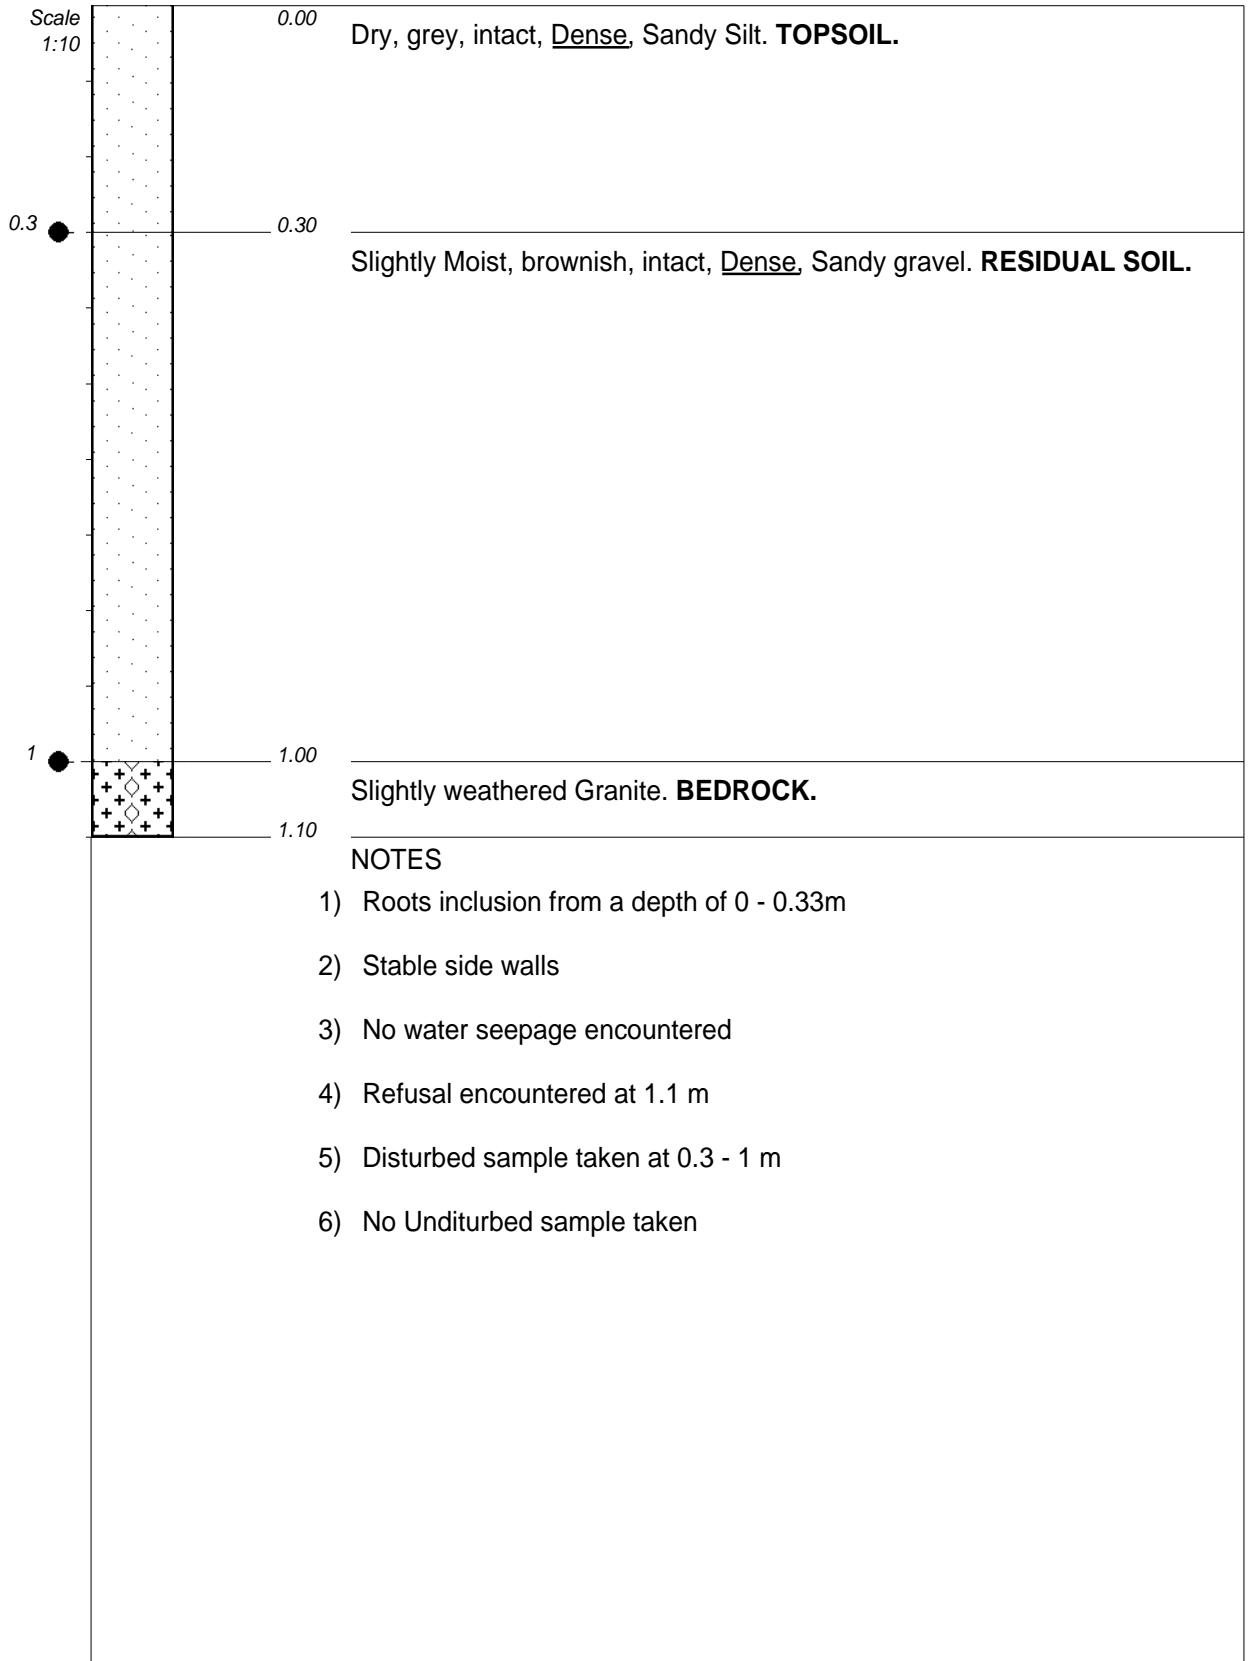 Scale
1:10
0.00
Dry, grey, intact, Dense, Sandy Silt. TOPSOIL.
0.3
0.30
Slightly Moist, brownish, intact, Dense, Sandy gravel. RESIDUAL SOIL.
1
1.00
Slightly weathered Granite. BEDROCK.
1.10
NOTES
1) Roots inclusion from a depth of 0 - 0.33m
2) Stable side walls
3) No water seepage encountered
4) Refusal encountered at 1.1 m
5) Disturbed sample taken at 0.3 - 1 m
6) No Unditurbed sample taken